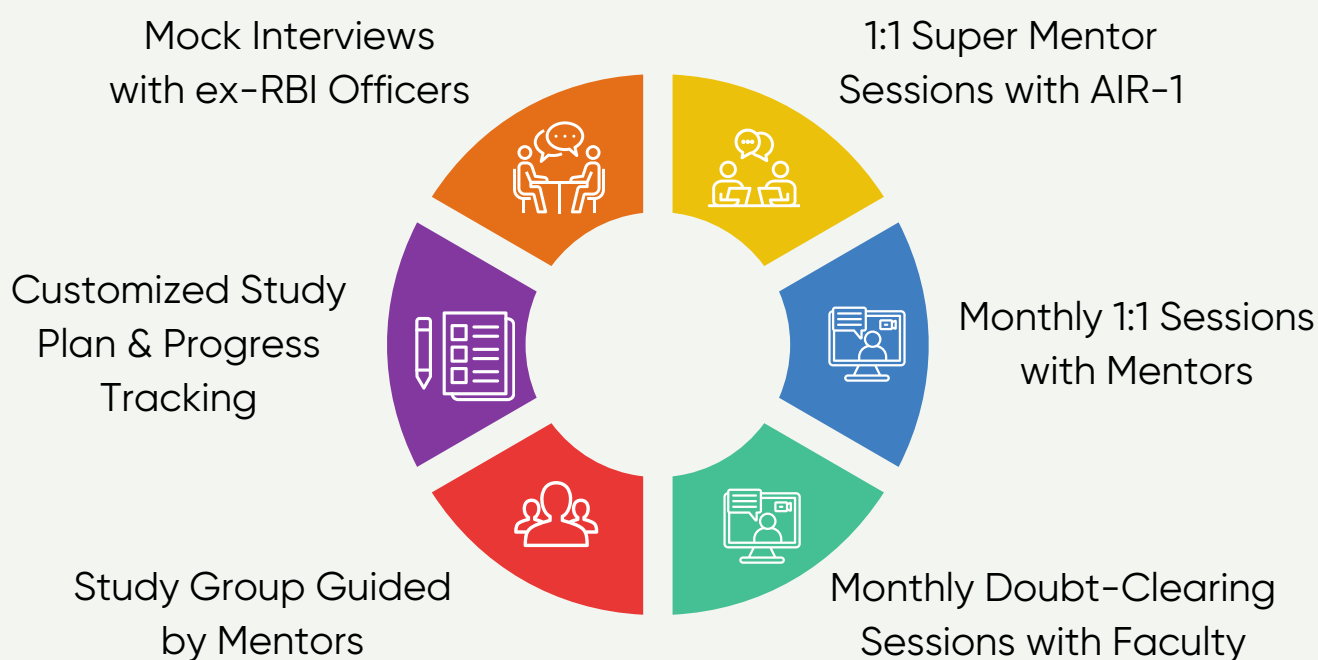 Mock Interviews
with ex-RBI Officers
1:1 Super Mentor
Sessions with AIR-1
Customized Study
Plan & Progress
Tracking
Monthly 1:1 Sessions
with Mentors
Study Group Guided
by Mentors
Monthly Doubt-Clearing
Sessions with Faculty